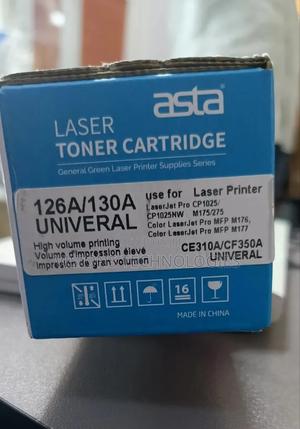 asta
LASER
TONER CARTRIDGE
General Green Laser Printer Supplies Series
126A/130A
UNIVERAL
High volume printing
Volume d'impression élevé
Impresión de gran volumen
use for Laser Printer
LaserJet Pro CP1025/
CP1025NW M175/275
Color LaserJet Pro MFP M176,
Color LaserJet Pro MFP M177
CE310A/CF350A
UNIVERAL
16
MADE IN CHINA